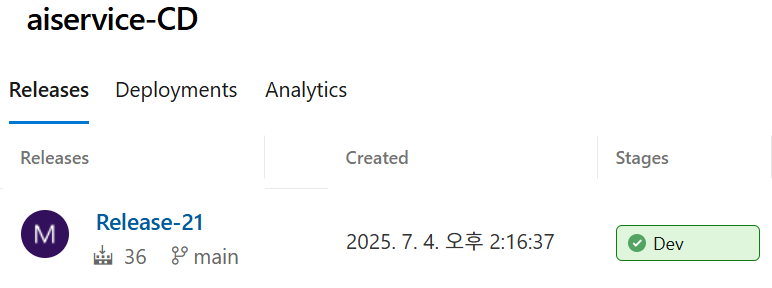 aiservice-CD
Releases Deployments Analytics
Releases Created Stages
M Release-21
36 main
2025. 7. 4. 오후 2:16:37
Dev